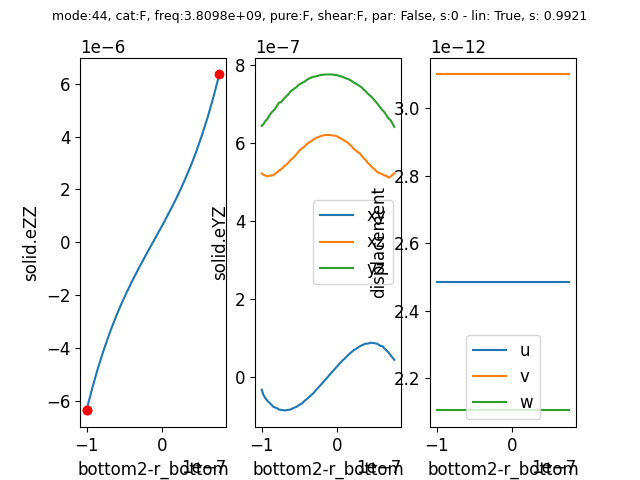 mode:44, cat:F, freq:3.8098e+09, pure:F, shear:F, par: False, s:0 - lin: True, s: 0.9921
1e−6
1e−7
1e−12
6
4
2
0
−2
−4
−6
solid.eZZ
−1
0
bottom2-r_bottom
1e−7
8
6
4
2
0
solid.eYZ
xy
xz
yz
−1
0
bottom2-r_bottom
1e−7
3.0
2.8
2.6
2.4
2.2
displacement
u
v
w
−1
0
bottom2-r_bottom
1e−7